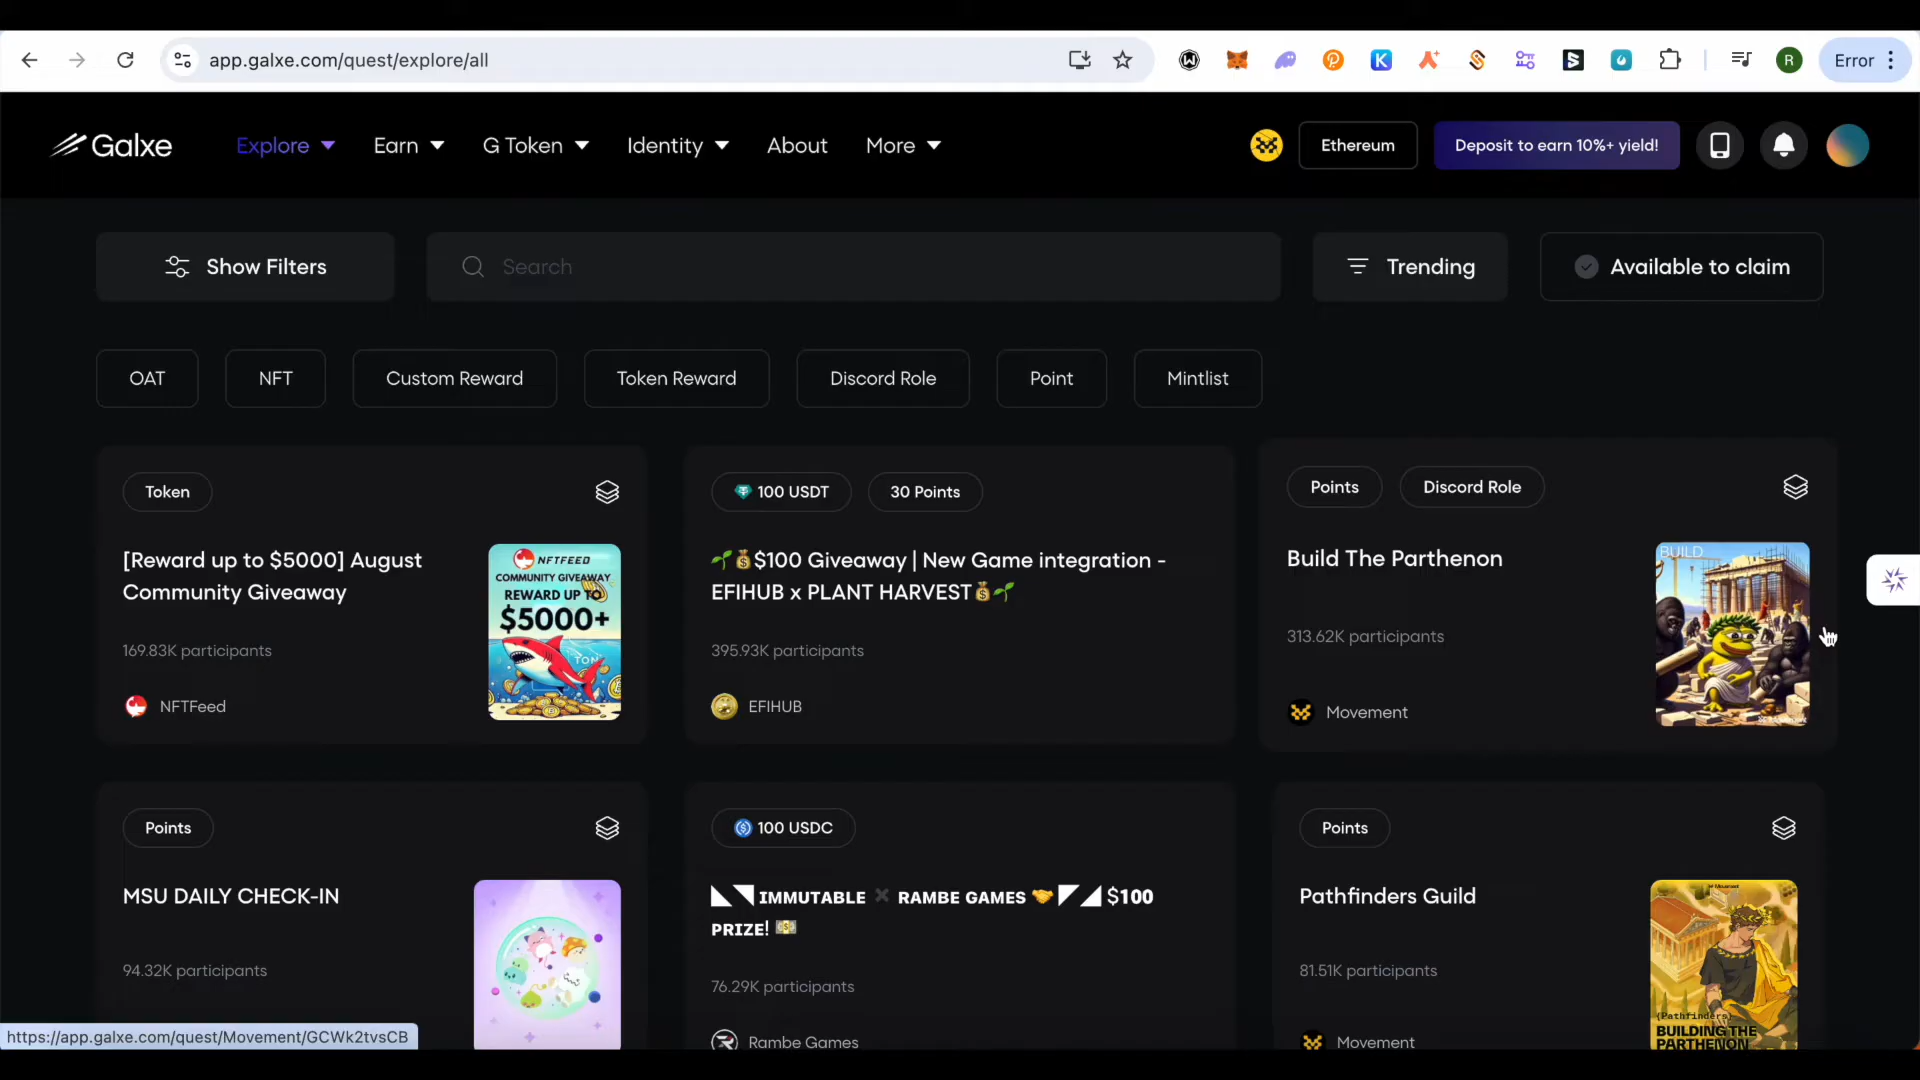 app.galxe.com/quest/explore/all
Error
R
Galxe
Explore
Earn
G Token
Identity
About
More
Ethereum
Deposit to earn 10%+ yield!
Show Filters
Search
Trending
Available to claim
OAT
NFT
Custom Reward
Token Reward
Discord Role
Point
Mintlist
Token
[Reward up to $5000] August
Community Giveaway
169.83K participants
NFTFeed
NFTFEED
COMMUNITY GIVEAWAY
REWARD UP TO
$5000+
TON
100 USDT
30 Points
🌱💰$100 Giveaway | New Game integration -
EFIHUB x PLANT HARVEST💰🌱
395.93K participants
EFIHUB
Points
Discord Role
Build The Parthenon
313.62K participants
Movement
BUILD
Points
MSU DAILY CHECK-IN
94.32K participants
100 USDC
◣◥ IMMUTABLE ✖ RAMBE GAMES 🤝◤◢ $100
PRIZE! 💵
76.29K participants
Rambe Games
Points
Pathfinders Guild
81.51K participants
Movement
{Pathfinders}
BUILDING THE
PARTHENON
https://app.galxe.com/quest/Movement/GCWk2tvsCB